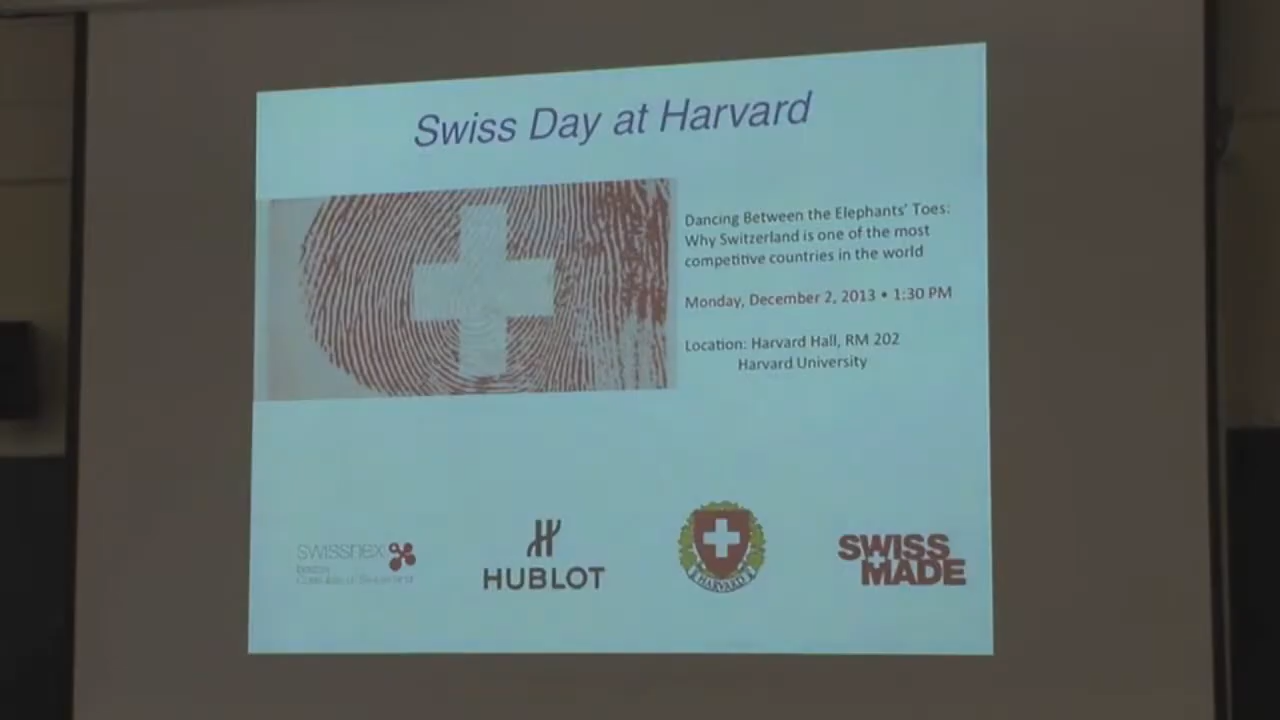 Swiss Day at Harvard
Dancing Between the Elephants' Toes:
Why Switzerland is one of the most
competitive countries in the world
Monday, December 2, 2013 • 1:30 PM
Location: Harvard Hall, RM 202
Harvard University
swissnex
HUBLOT
HARVARD
SWISS
MADE